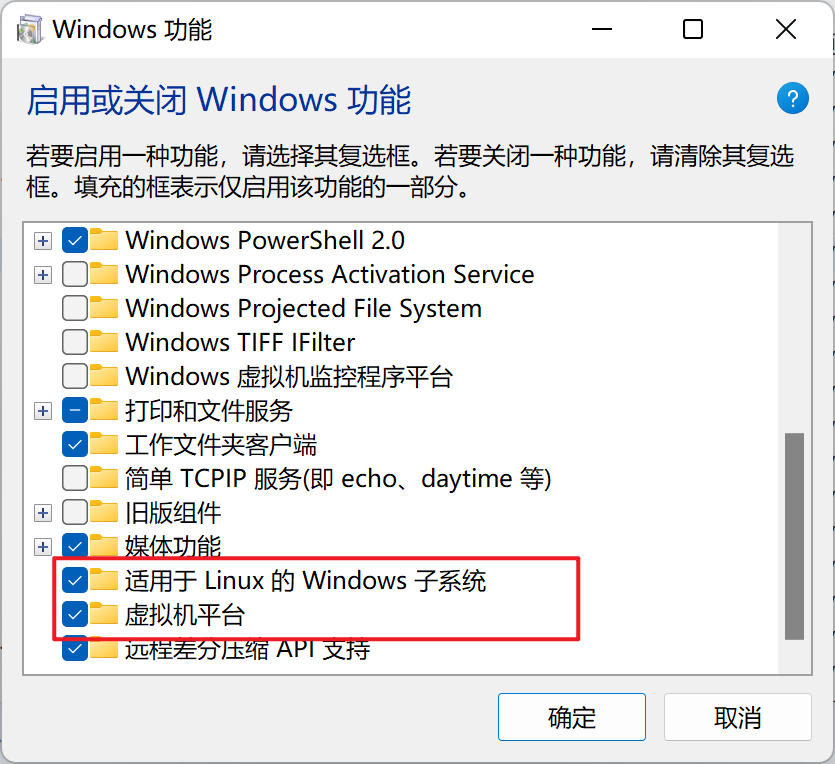 Windows 功能
启用或关闭 Windows 功能
?
若要启用一种功能，请选择其复选框。若要关闭一种功能，请清除其复选
框。填充的框表示仅启用该功能的一部分。
Windows PowerShell 2.0
Windows Process Activation Service
Windows Projected File System
Windows TIFF IFilter
Windows 虚拟机监控程序平台
打印和文件服务
工作文件夹客户端
简单 TCPIP 服务(即 echo、daytime 等)
旧版组件
媒体功能
适用于 Linux 的 Windows 子系统
虚拟机平台
远程差分压缩 API 支持
确定
取消